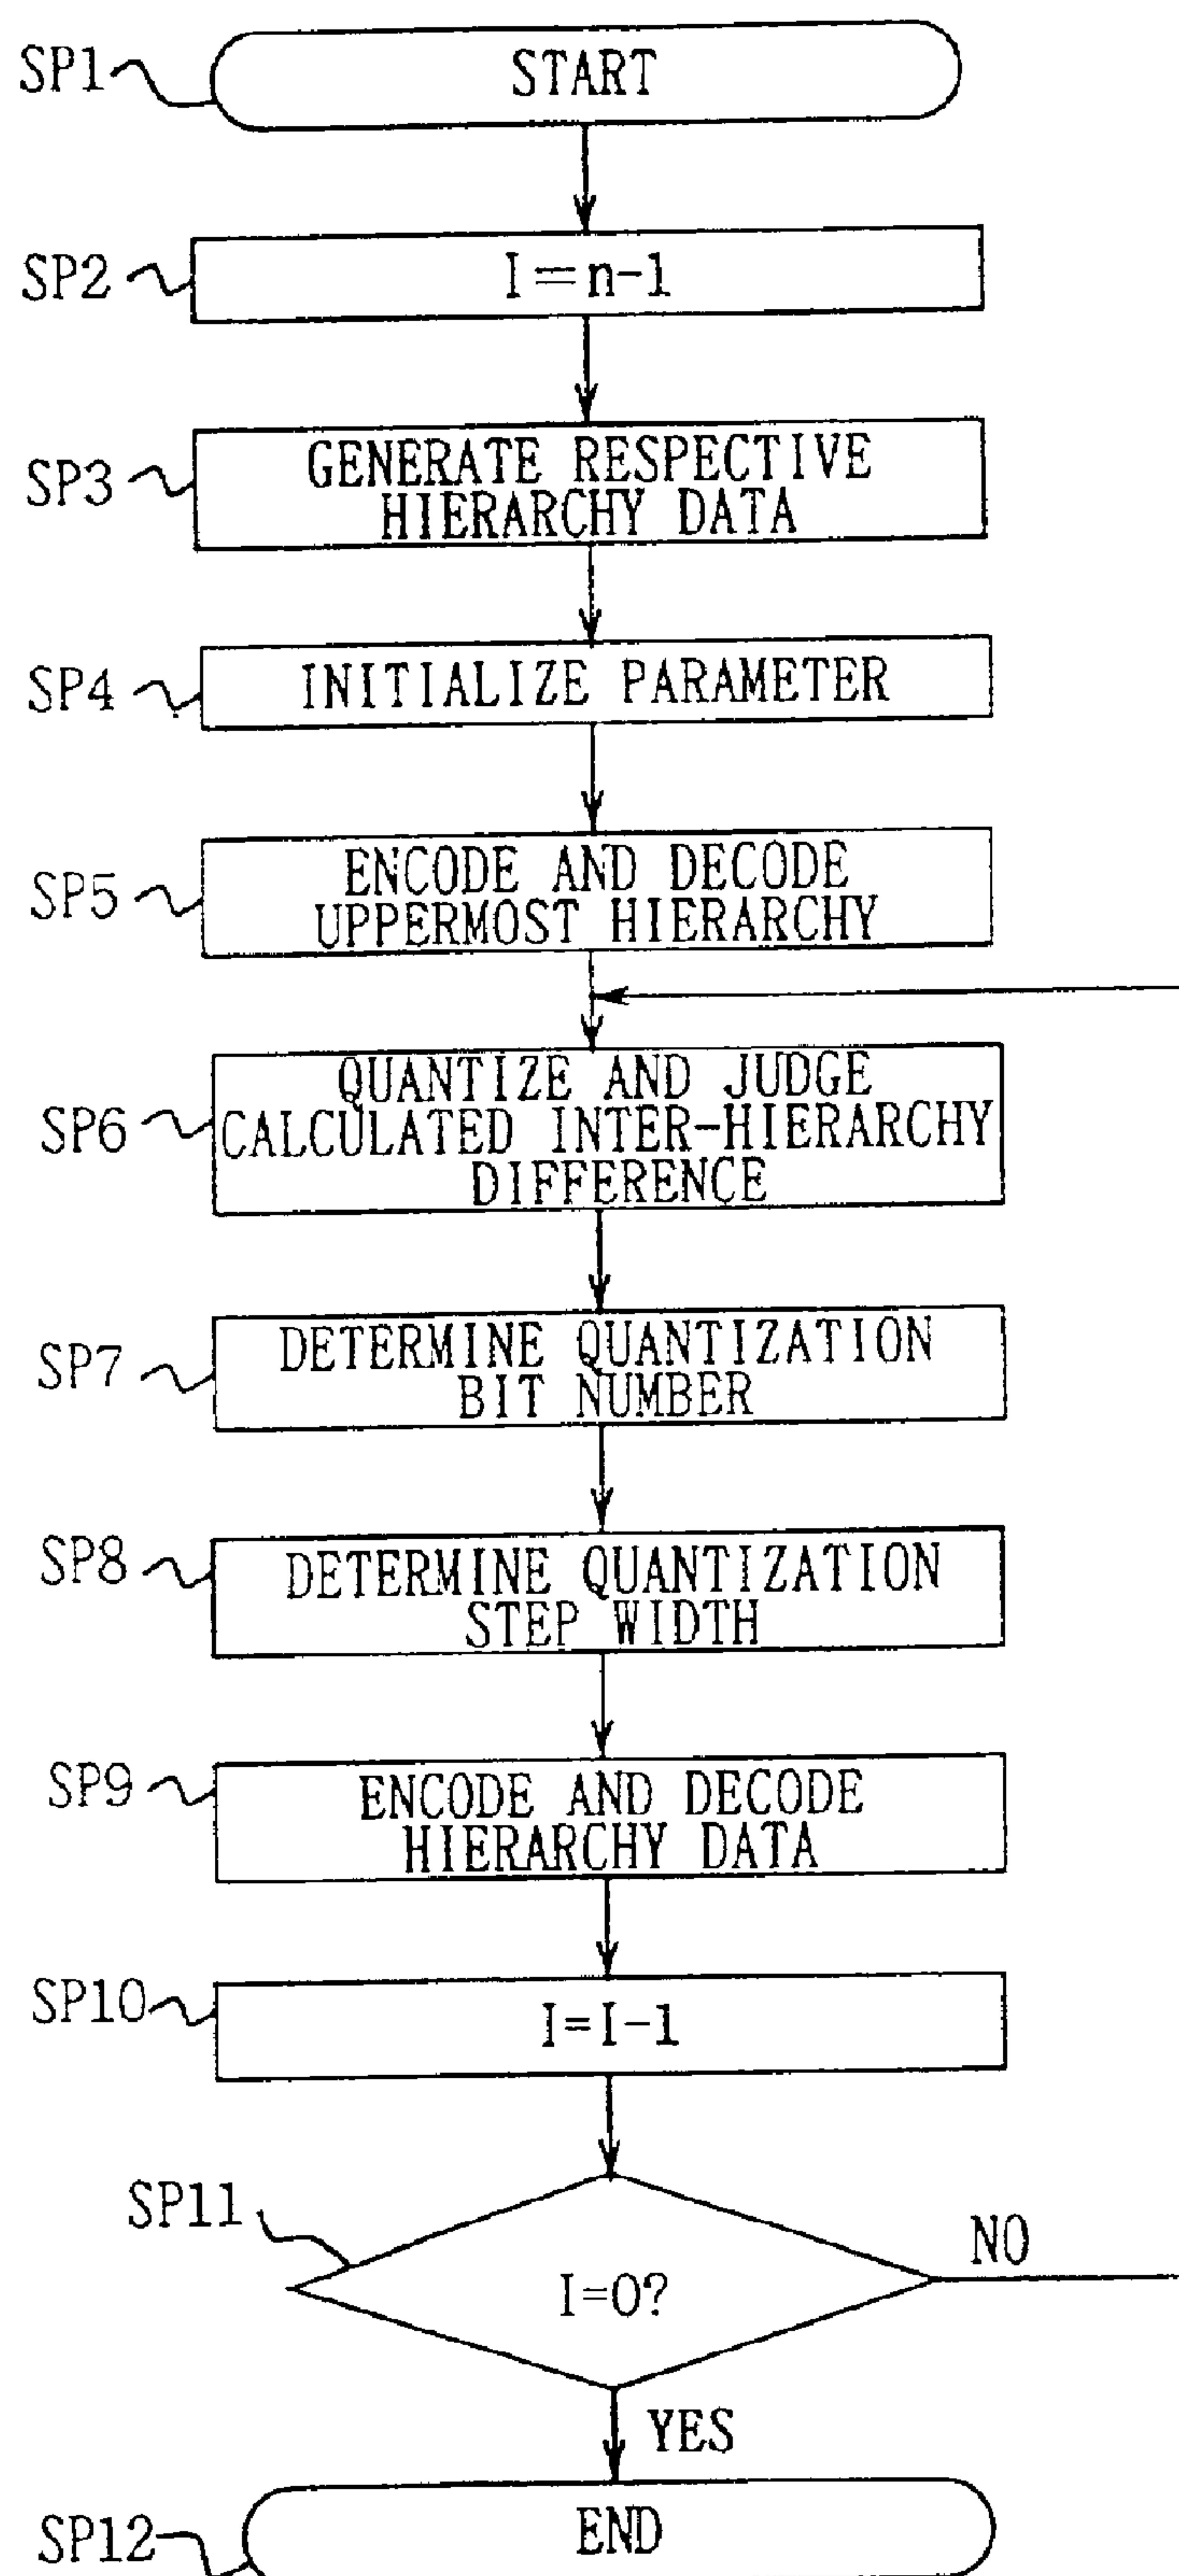 SP1
START
SP2
I=n-1
SP3
GENERATE RESPECTIVE
HIERARCHY DATA
SP4
INITIALIZE PARAMETER
SP5
ENCODE AND DECODE
UPPERMOST HIERARCHY
SP6
QUANTIZE AND JUDGE
CALCULATED INTER-HIERARCHY
DIFFERENCE
SP7
DETERMINE QUANTIZATION
BIT NUMBER
SP8
DETERMINE QUANTIZATION
STEP WIDTH
SP9
ENCODE AND DECODE
HIERARCHY DATA
SP10
I=I-1
SP11
I=0?
NO
YES
SP12
END